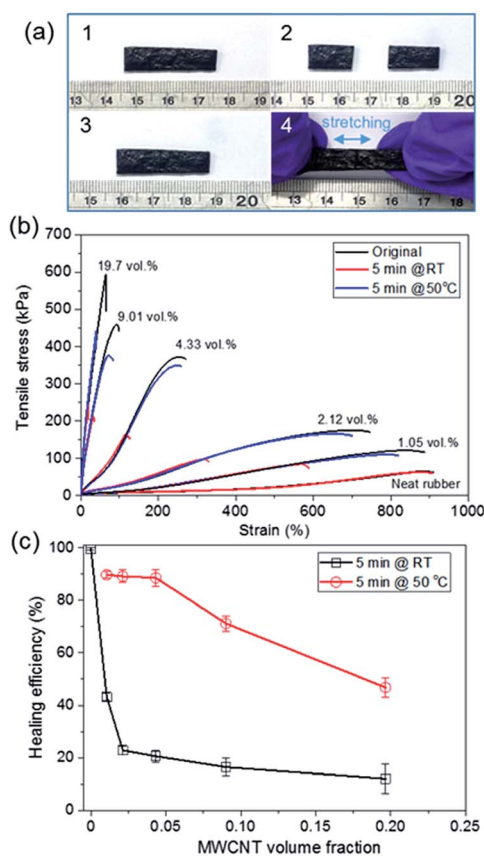 (a)
1
2
13 14 15 16 17 18 19
14 15 16 17 18 19 20
3
4
stretching
15 16 17 18 19 20
12 13 14 15 16 17 18
(b)
700
600
500
400
300
200
100
0
Tensile stress (kPa)
Original
5 min @RT
5 min @50°C
19.7 vol.%
9.01 vol.%
4.33 vol.%
2.12 vol.%
1.05 vol.%
Neat rubber
0 200 400 600 800 1000
Strain (%)
(c)
100
80
60
40
20
0
Healing efficiency (%)
5 min @ RT
5 min @ 50 °C
0 0.05 0.10 0.15 0.20 0.25
MWCNT volume fraction